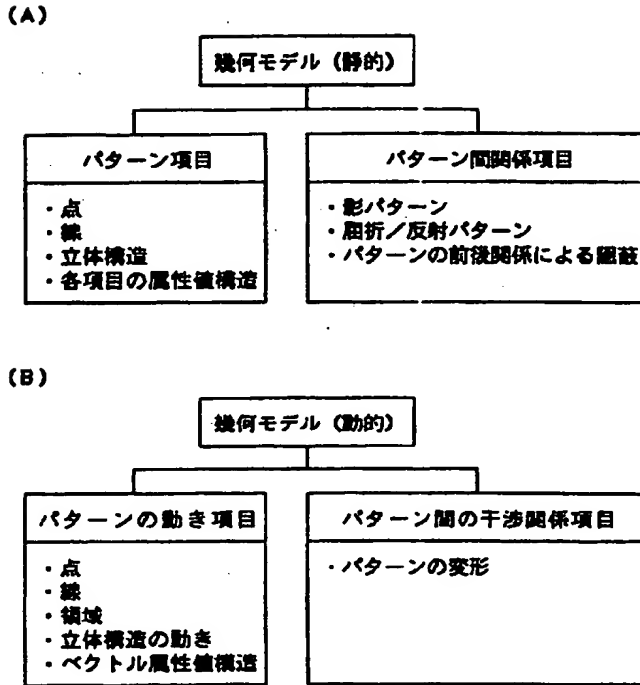 (A)
幾何モデル (静的)
パターン項目
・点
・線
・立体構造
・各項目の属性値構造
パターン間関係項目
・影パターン
・屈折／反射パターン
・パターンの前後関係による隠蔽
(B)
幾何モデル (動的)
パターンの動き項目
・点
・線
・領域
・立体構造の動き
・ベクトル属性値構造
パターン間の干渉関係項目
・パターンの変形